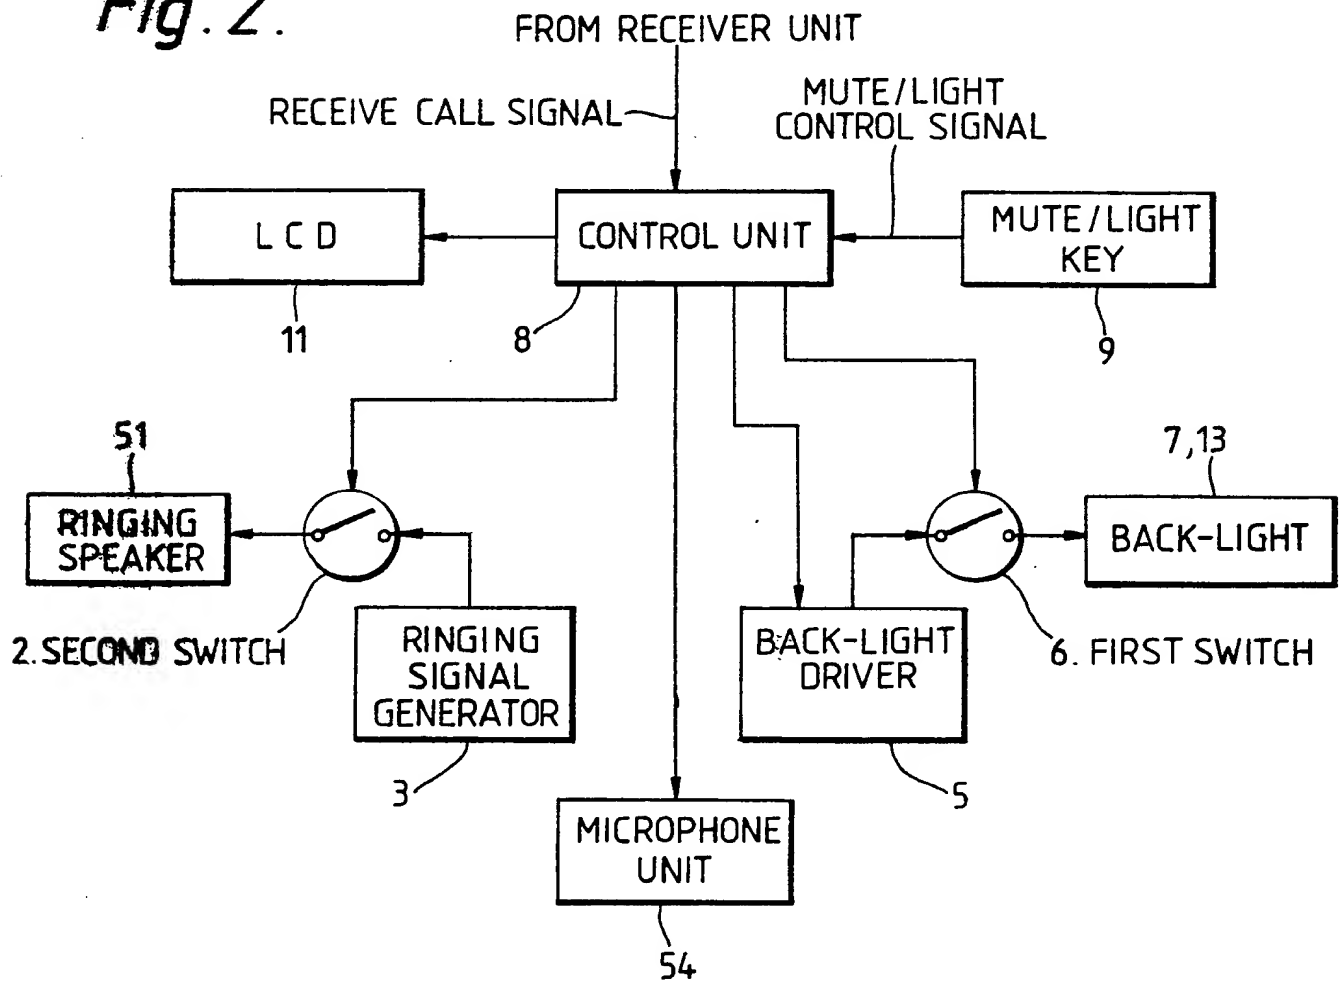 Fig. 2.
FROM RECEIVER UNIT
RECEIVE CALL SIGNAL
MUTE/LIGHT
CONTROL SIGNAL
LCD
CONTROL UNIT
MUTE/LIGHT
KEY
11
8
9
51
7,13
RINGING
SPEAKER
BACK-LIGHT
2. SECOND SWITCH
RINGING
SIGNAL
GENERATOR
BACK-LIGHT
DRIVER
6. FIRST SWITCH
3
5
MICROPHONE
UNIT
54